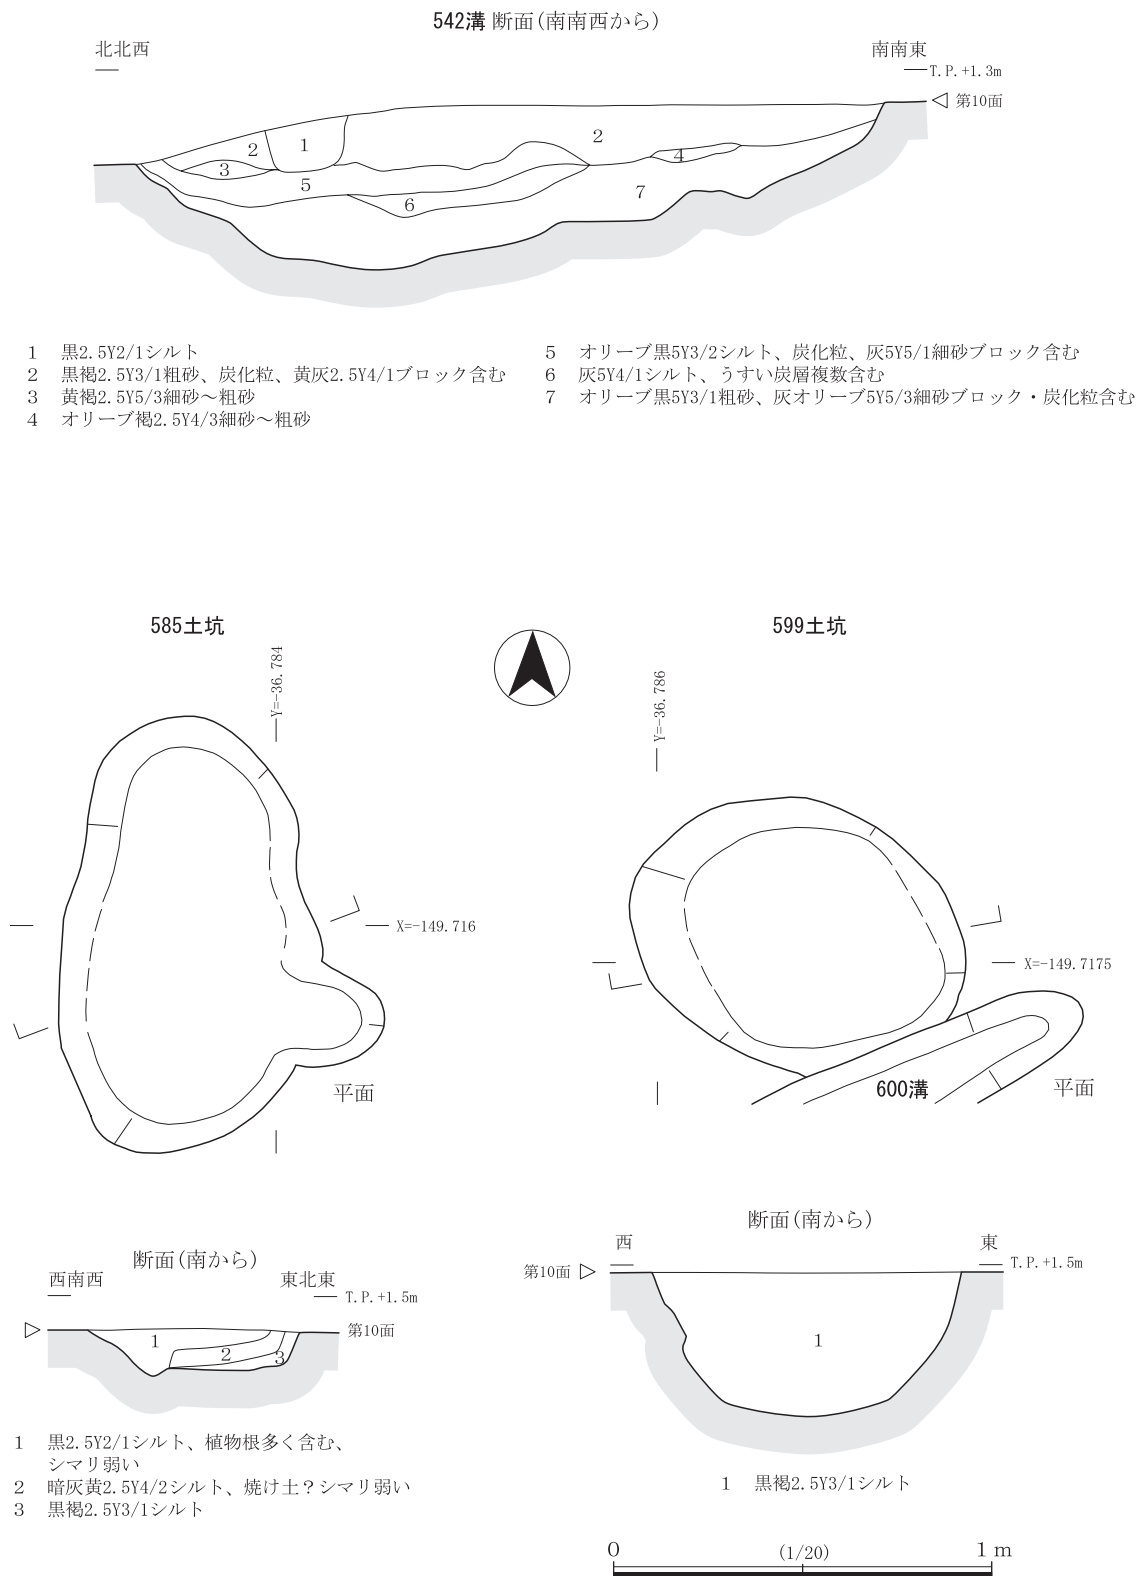 542溝 断面(南南西から)
北北西
南南東
T.P.+1.3m
第10面
1
2
2
3
4
5
6
7
1 黒2.5Y2/1シルト
2 黒褐2.5Y3/1粗砂、炭化粒、黄灰2.5Y4/1ブロック含む
3 黄褐2.5Y5/3細砂～粗砂
4 オリーブ褐2.5Y4/3細砂～粗砂
5 オリーブ黒5Y3/2シルト、炭化粒、灰5Y5/1細砂ブロック含む
6 灰5Y4/1シルト、うすい炭層複数含む
7 オリーブ黒5Y3/1粗砂、灰オリーブ5Y5/3細砂ブロック・炭化粒含む
585土坑
Y=-36.784
X=-149.716
平面
断面(南から)
西南西
東北東
T.P.+1.5m
第10面
1
2
3
1 黒2.5Y2/1シルト、植物根多く含む、
シマリ弱い
2 暗灰黄2.5Y4/2シルト、焼け土？シマリ弱い
3 黒褐2.5Y3/1シルト
599土坑
Y=-36.786
X=-149.7175
600溝
平面
断面(南から)
西
東
第10面
T.P.+1.5m
1
1 黒褐2.5Y3/1シルト
0 (1/20) 1m